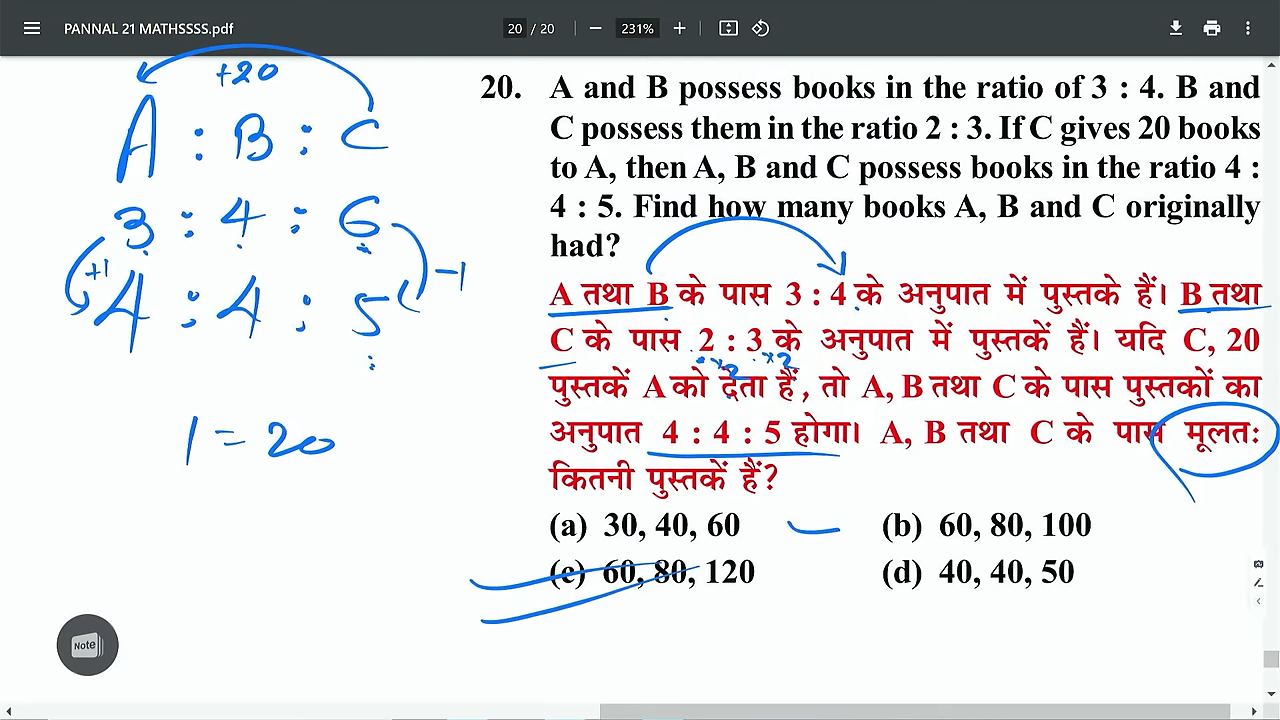 PANNAL 21 MATHSSSS.pdf
20 / 20
231%
+20
A : B : C
3 : 4 : 6
+1
-1
4 : 4 : 5
1 = 20
20. A and B possess books in the ratio of 3 : 4. B and
C possess them in the ratio 2 : 3. If C gives 20 books
to A, then A, B and C possess books in the ratio 4 :
4 : 5. Find how many books A, B and C originally
had?
A तथा B के पास 3 : 4 के अनुपात में पुस्तके हैं। B तथा
C के पास 2 : 3 के अनुपात में पुस्तकें हैं। यदि C, 20
×2 ×2
पुस्तकें A को देता हैं, तो A, B तथा C के पास पुस्तकों का
अनुपात 4 : 4 : 5 होगा। A, B तथा C के पास मूलतः
कितनी पुस्तकें हैं?
(a) 30, 40, 60 (b) 60, 80, 100
(c) 60, 80, 120 (d) 40, 40, 50
Note